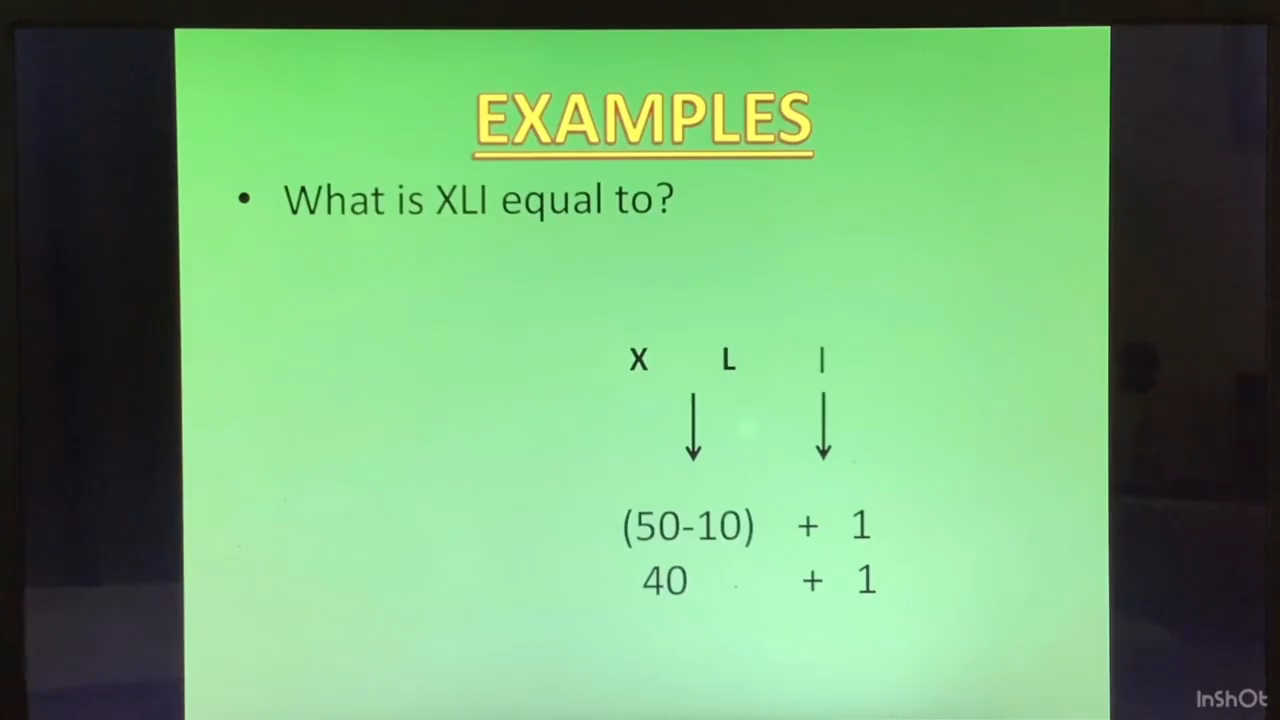 EXAMPLES
• What is XLI equal to?
X L I
(50-10) + 1
40 + 1
InShOt